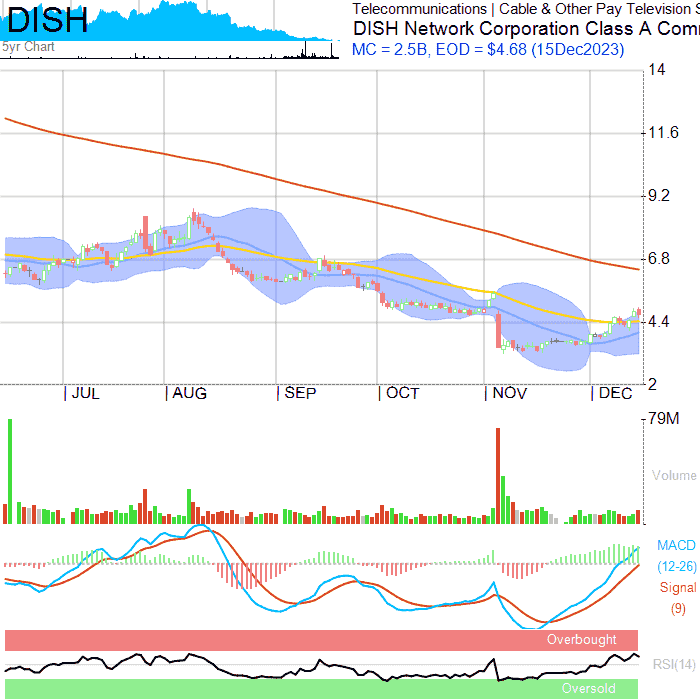 DISH
5yr Chart
Telecommunications | Cable & Other Pay Television S
DISH Network Corporation Class A Com
MC = 2.5B, EOD = $4.68 (15Dec2023)
14
11.6
9.2
6.8
4.4
2
| JUL | AUG | SEP | OCT | NOV | DEC
79M
Volume
MACD
(12-26)
Signal
(9)
Overbought
RSI(14)
Oversold